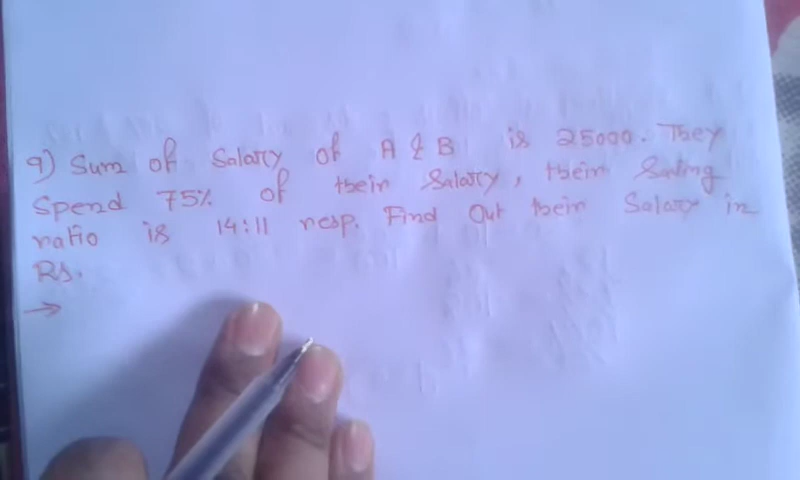 9) Sum of Salary of A & B is 25000. They
Spend 75% of their Salary, their Saving
ratio is 14:11 resp. Find Out their Salary in
Rs.
→